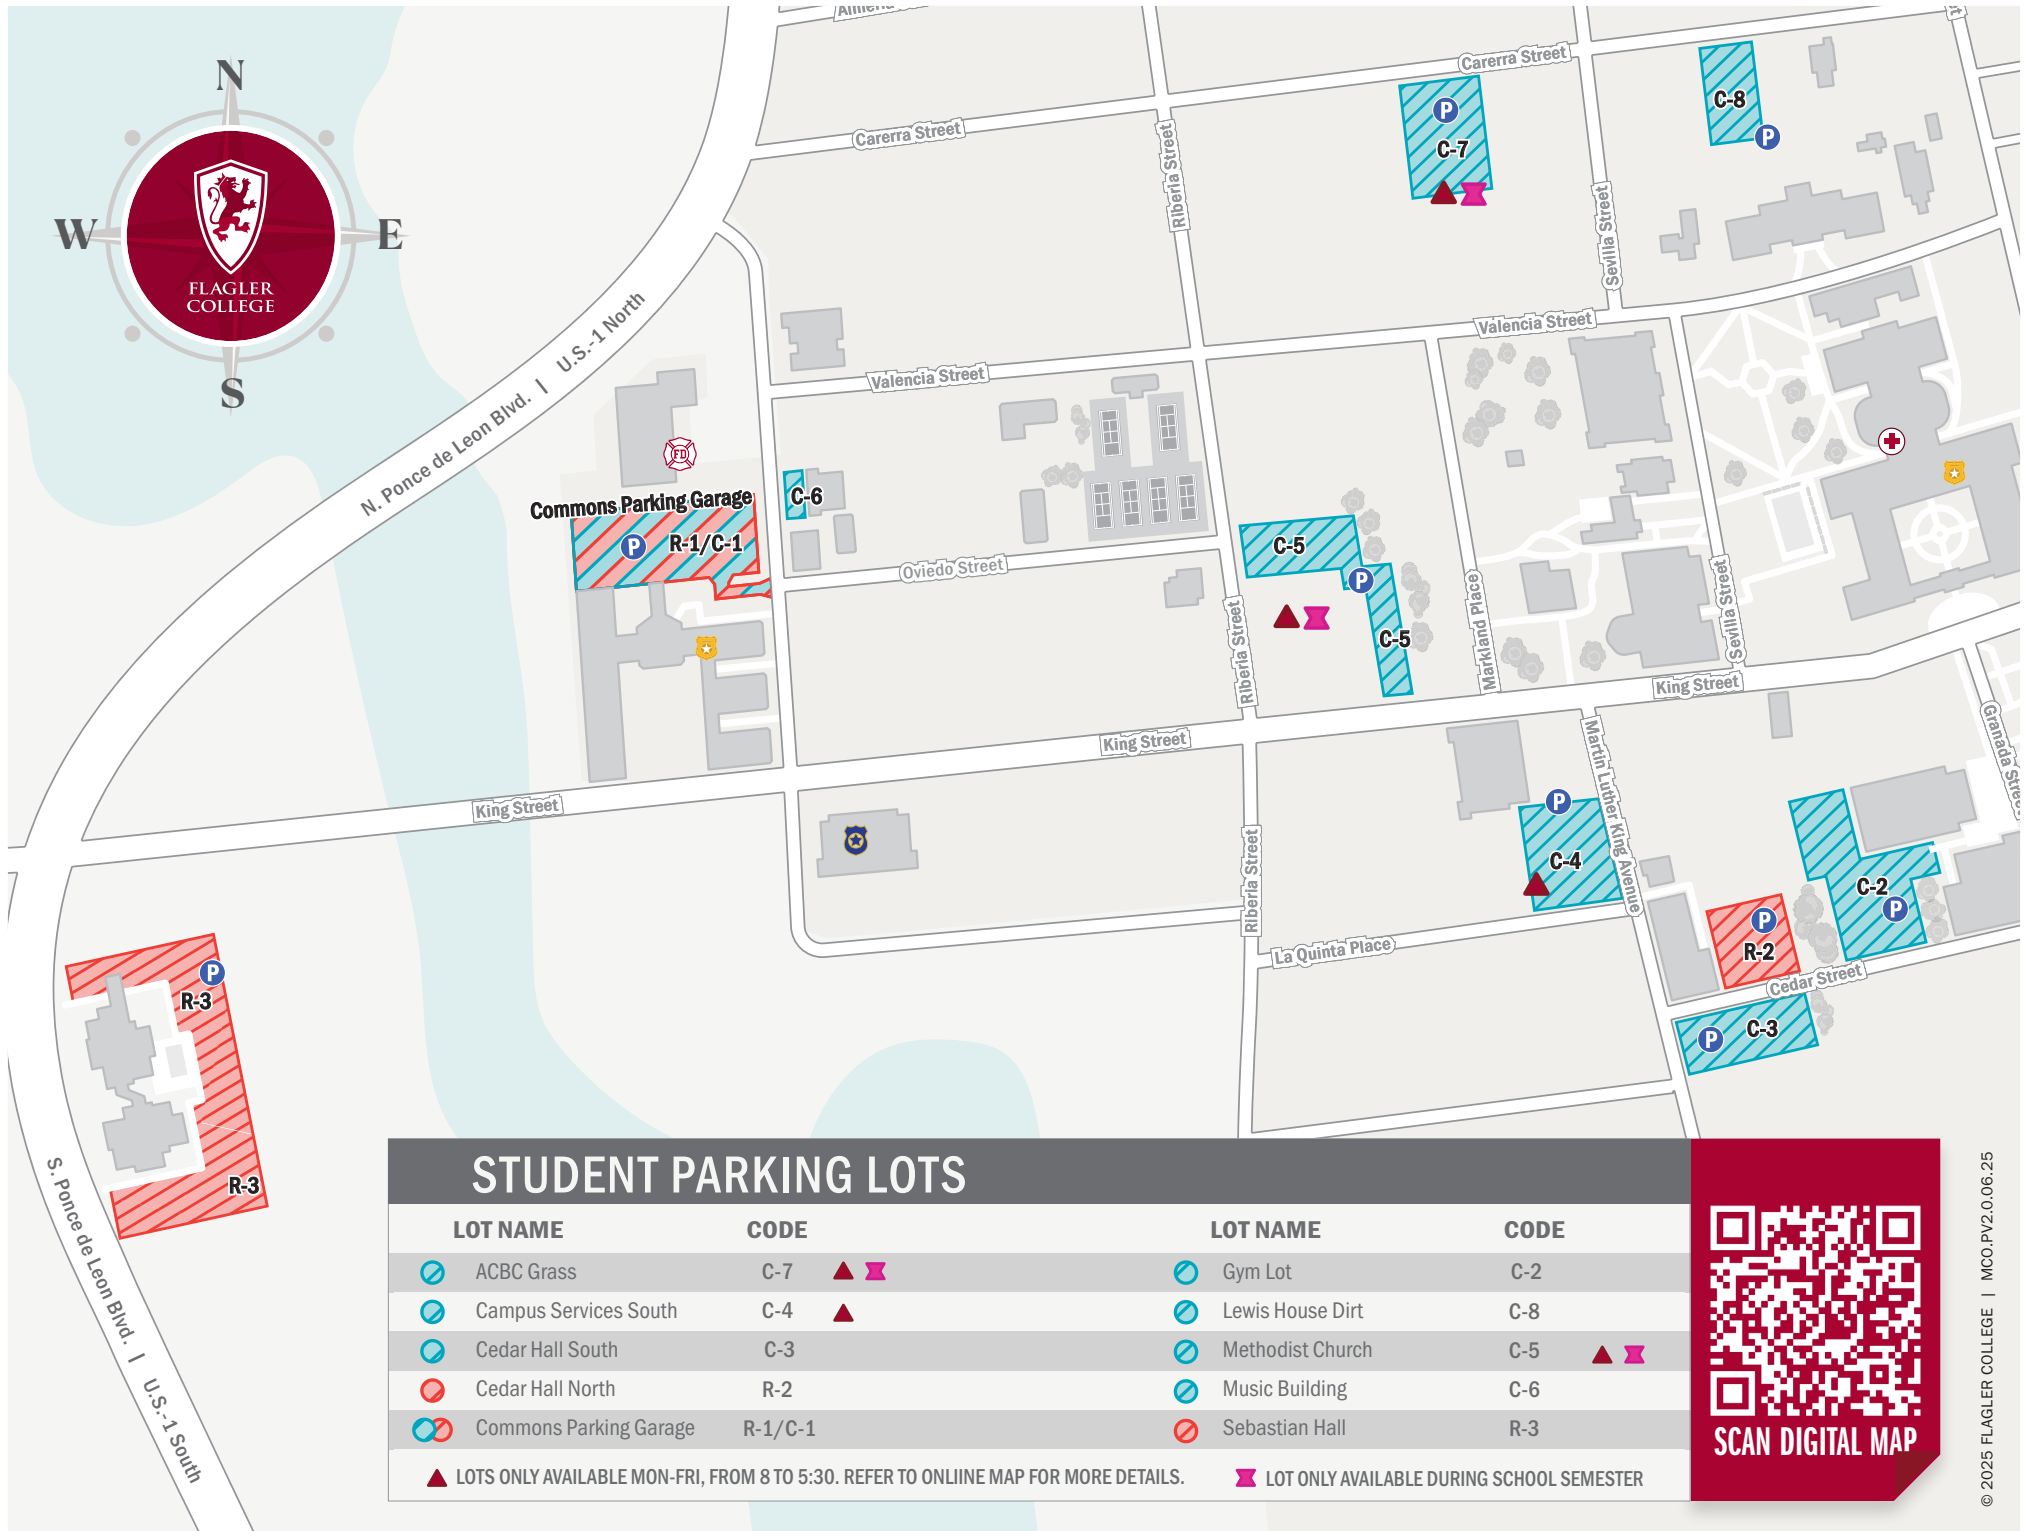 Carerra Street
Carerra Street
C-8
P
P
C-7
N
W
E
S
FLAGLER
COLLEGE
Riberia Street
Sevilla Street
N. Ponce de Leon Blvd. | U.S.-1 North
Valencia Street
Valencia Street
FD
Commons Parking Garage
P
R-1/C-1
C-6
Oviedo Street
C-5
P
C-5
Riberia Street
Markland Place
Sevilla Street
King Street
King Street
King Street
Granada Street
Martin Luther King Avenue
P
C-4
C-2
P
Riberia Street
La Quinta Place
P
R-2
Cedar Street
P
C-3
P
R-3
R-3
S. Ponce de Leon Blvd. | U.S.-1 South
STUDENT PARKING LOTS
LOT NAME CODE LOT NAME CODE
ACBC Grass C-7 Gym Lot C-2
Campus Services South C-4 Lewis House Dirt C-8
Cedar Hall South C-3 Methodist Church C-5
Cedar Hall North R-2 Music Building C-6
Commons Parking Garage R-1/C-1 Sebastian Hall R-3
LOTS ONLY AVAILABLE MON-FRI, FROM 8 TO 5:30. REFER TO ONLIINE MAP FOR MORE DETAILS.
LOT ONLY AVAILABLE DURING SCHOOL SEMESTER
SCAN DIGITAL MAP
© 2025 FLAGLER COLLEGE | MCO.PV2.0.06.25